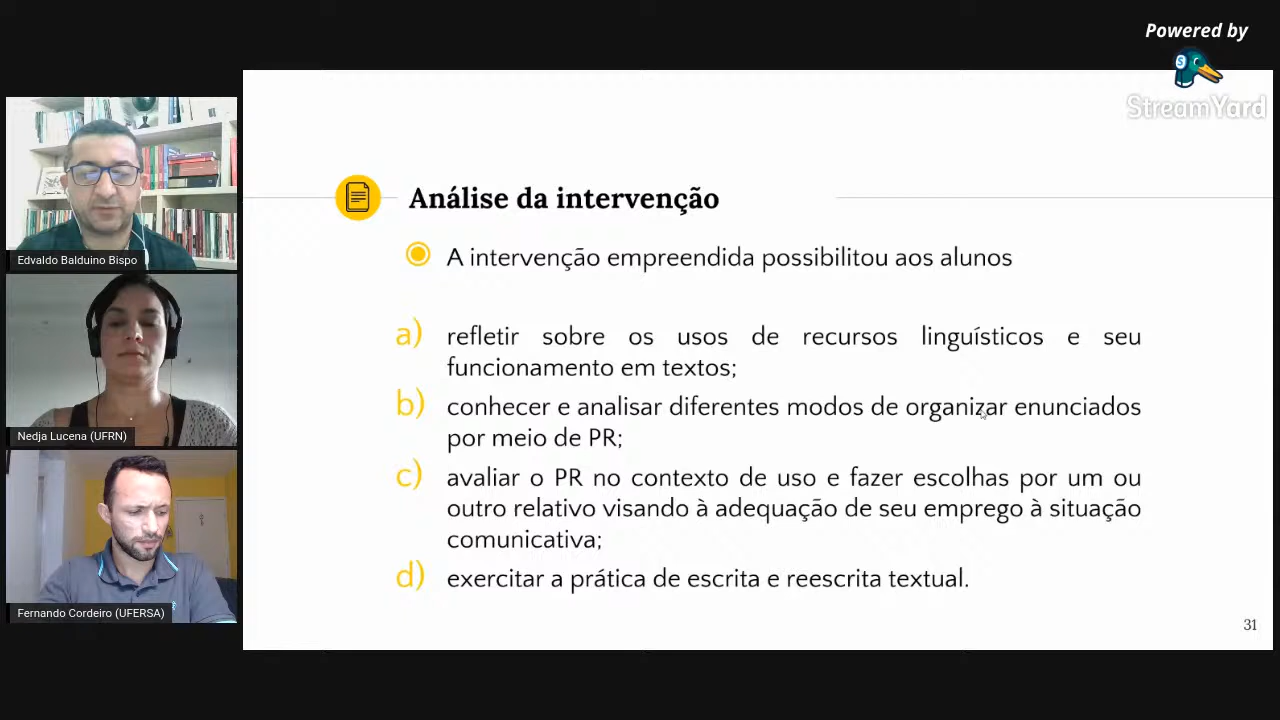 Powered by
StreamYard
Análise da intervenção
A intervenção empreendida possibilitou aos alunos
a) refletir sobre os usos de recursos linguísticos e seu
funcionamento em textos;
b) conhecer e analisar diferentes modos de organizar enunciados
por meio de PR;
c) avaliar o PR no contexto de uso e fazer escolhas por um ou
outro relativo visando à adequação de seu emprego à situação
comunicativa;
d) exercitar a prática de escrita e reescrita textual.
31
Edvaldo Balduino Bispo
Nedja Lucena (UFRN)
Fernando Cordeiro (UFERSA)